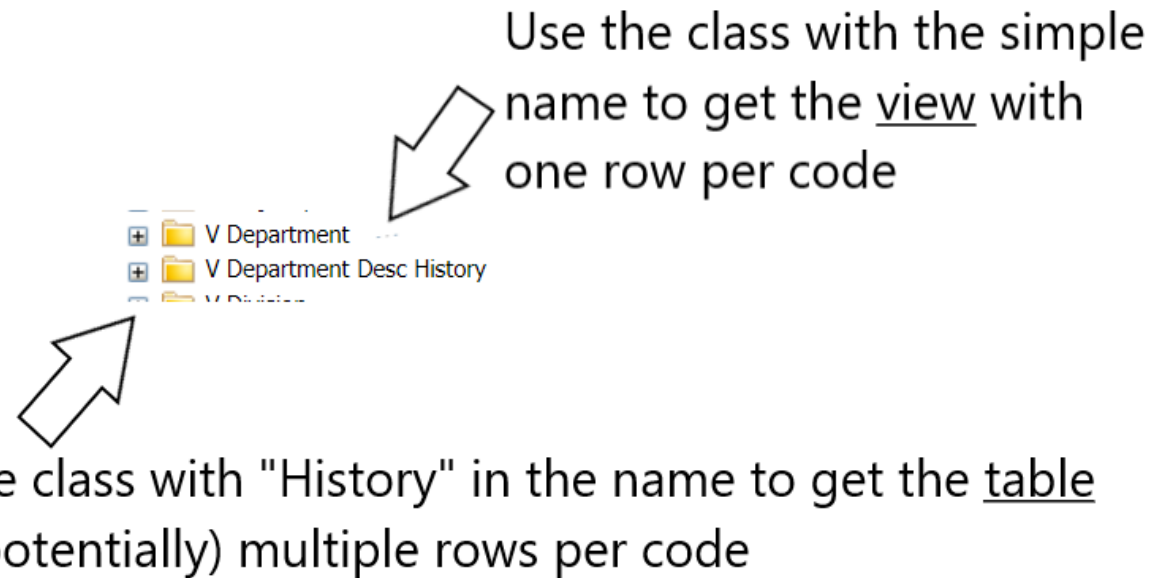 Use the class with the simple
name to get the view with
one row per code
V Department
V Department Desc History
V Division
class with "History" in the name to get the table
multiple rows per code